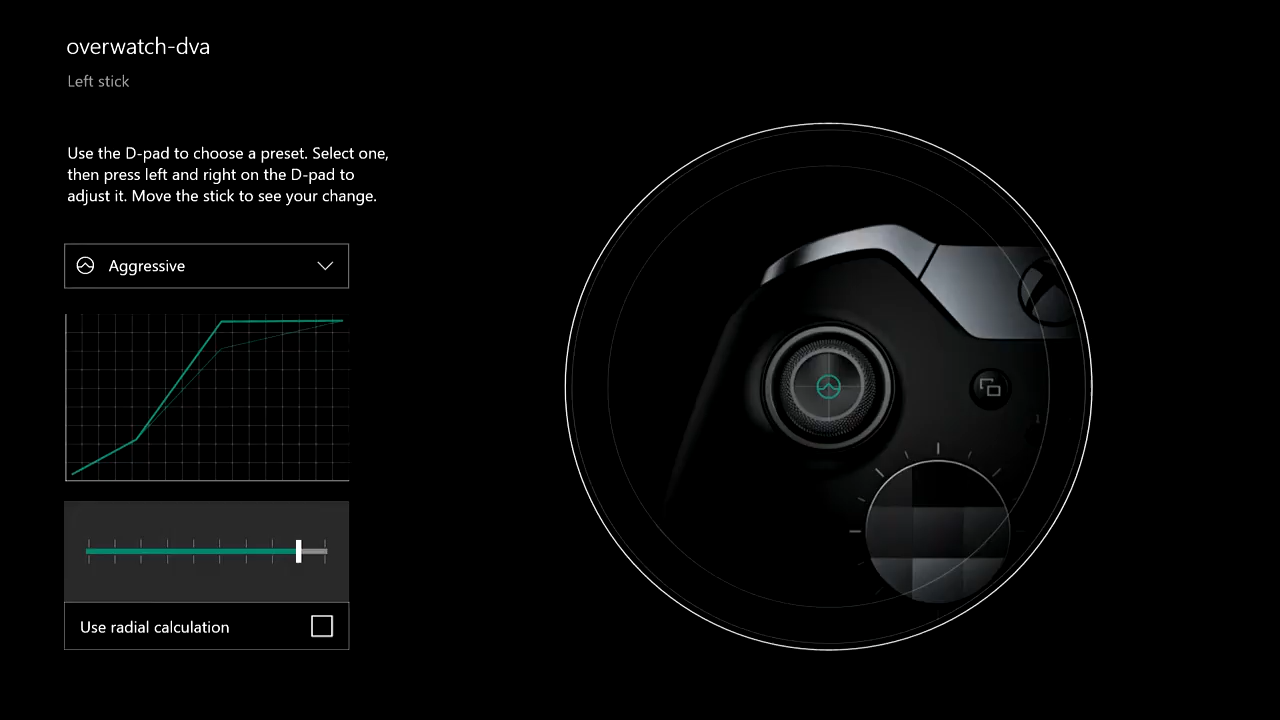 overwatch-dva
Left stick
Use the D-pad to choose a preset. Select one,
then press left and right on the D-pad to
adjust it. Move the stick to see your change.
Aggressive
Use radial calculation